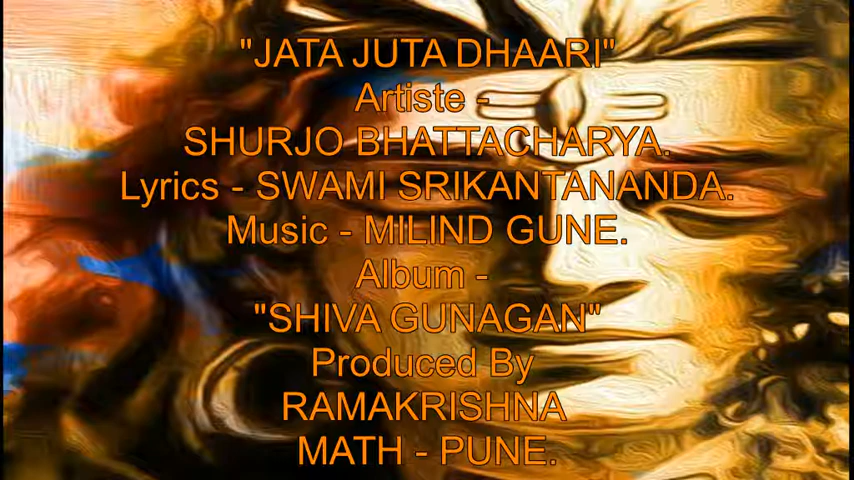 "JATA JUTA DHAARI"
Artiste -
SHURJO BHATTACHARYA.
Lyrics - SWAMI SRIKANTANANDA.
Music - MILIND GUNE.
Album -
"SHIVA GUNAGAN"
Produced By
RAMAKRISHNA
MATH - PUNE.